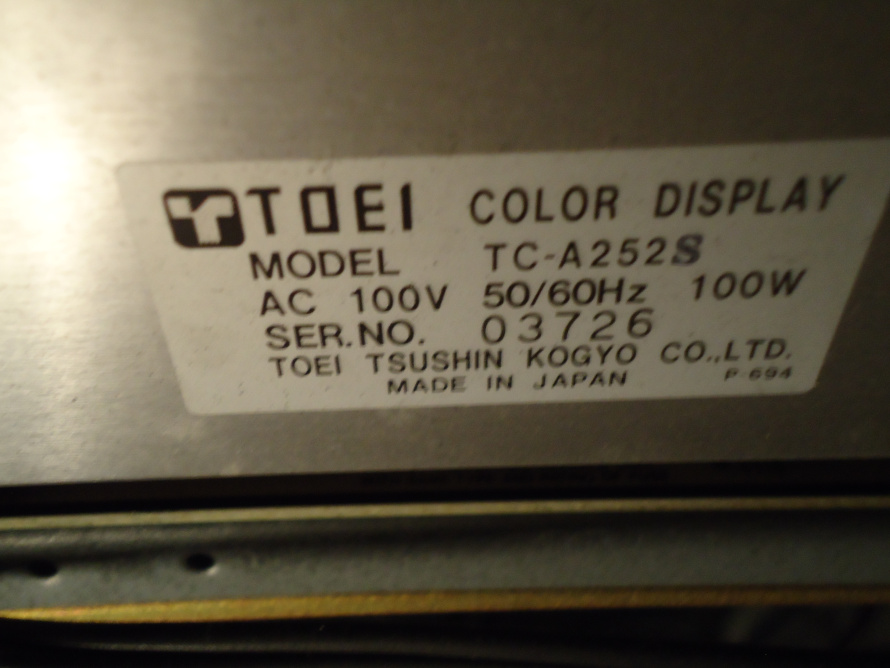 TOEI COLOR DISPLAY
MODEL TC-A252S
AC 100V 50/60Hz 100W
SER.NO. 03726
TOEI TSUSHIN KOGYO CO.,LTD.
MADE IN JAPAN P-694